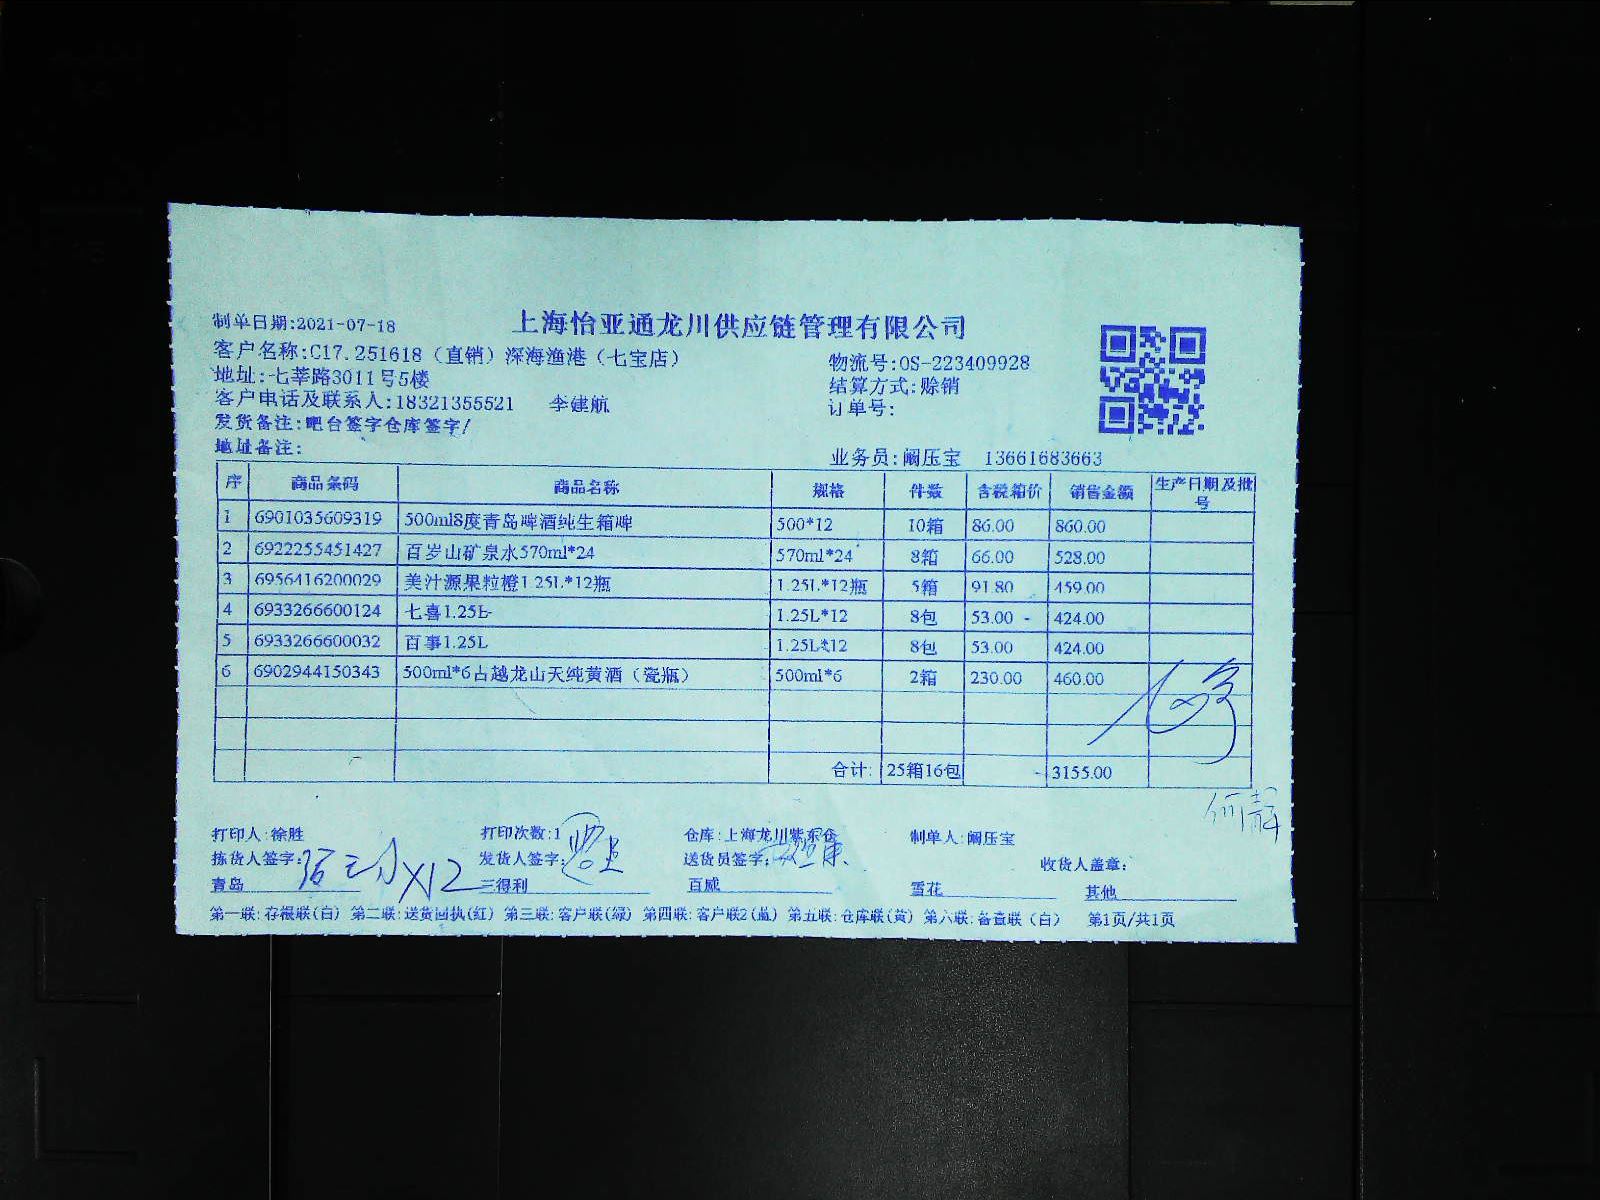 上海怡亚通龙川供应链管理有限公司
制单日期:2021-07-18
客户名称:C17.251618（直销）深海渔港（七宝店） 物流号:OS-223409928
地址:七莘路3011号5楼 结算方式:赊销
客户电话及联系人:18321355521 李建航 订单号:
发货备注:吧台签字仓库签字/
地址备注: 业务员:阚压宝 13661683663
序 商品条码 商品名称 规格 件数 含税箱价 销售金额 生产日期及批号
1 6901035609319 500ml8度青岛啤酒纯生箱啤 500*12 10箱 86.00 860.00
2 6922255451427 百岁山矿泉水570ml*24 570ml*24 8箱 66.00 528.00
3 6956416200029 美汁源果粒橙1.25L*12瓶 1.25L*12瓶 5箱 91.80 459.00
4 6933266600124 七喜1.25L 1.25L*12 8包 53.00 424.00
5 6933266600032 百事1.25L 1.25L*12 8包 53.00 424.00
6 6902944150343 500ml*6古越龙山天纯黄酒（瓷瓶） 500ml*6 2箱 230.00 460.00
合计: 25箱16包 3155.00
何静
打印人:徐胜 打印次数:1 仓库:上海龙川紫东仓 制单人:阚压宝
拣货人签字: X12 发货人签字: 送货员签字: 收货人盖章:
青岛 三得利 百威 雪花 其他
第一联:存根联(白) 第二联:送货回执(红) 第三联:客户联(绿) 第四联:客户联2(蓝) 第五联:仓库联(黄) 第六联:备查联（白） 第1页/共1页